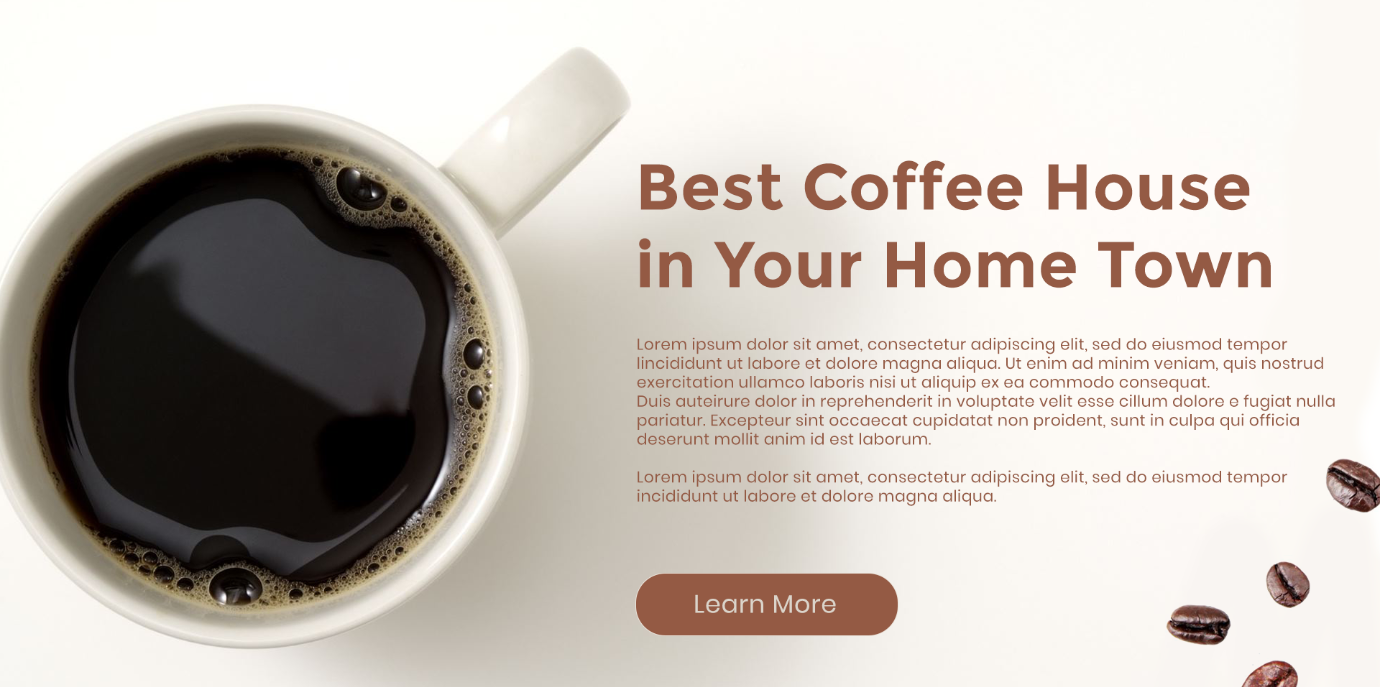 Best Coffee House
in Your Home Town
Lorem ipsum dolor sit amet, consectetur adipiscing elit, sed do eiusmod tempor
lincididunt ut labore et dolore magna aliqua. Ut enim ad minim veniam, quis nostrud
exercitation ullamco laboris nisi ut aliquip ex ea commodo consequat.
Duis auteirure dolor in reprehenderit in voluptate velit esse cillum dolore e fugiat nulla
pariatur. Excepteur sint occaecat cupidatat non proident, sunt in culpa qui officia
deserunt mollit anim id est laborum.
Lorem ipsum dolor sit amet, consectetur adipiscing elit, sed do eiusmod tempor
incididunt ut labore et dolore magna aliqua.
Learn More